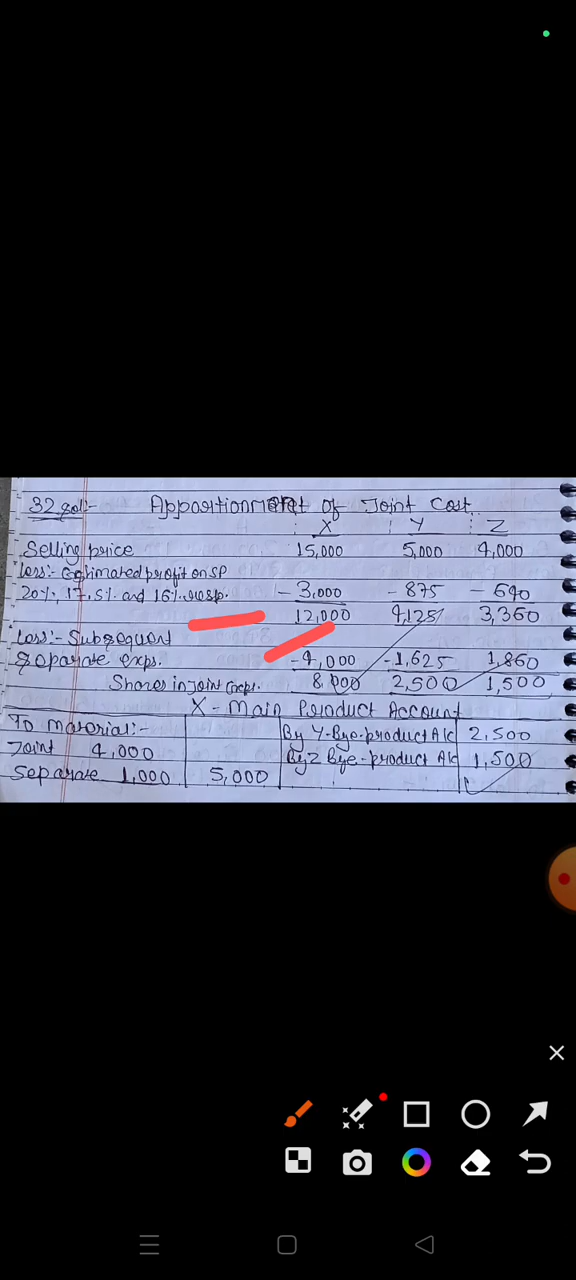 32 sol:- Apportionment of Joint Cost.
X Y Z
Selling price 15,000 5,000 4,000
Less:- Estimated profit on SP
20%, 17.5% and 16% resp. - 3,000 - 875 - 640
12,000 4,125 3,360
Less:- Subsequent
Separate exps. - 4,000 - 1,625 1,860
Shares in Joint Exps. 8,000 2,500 1,500
X - Main Product Account
To Material:- By Y-Bye-product A/c 2,500
Joint 4,000 By Z Bye-product A/c 1,500
Separate 1,000 5,000